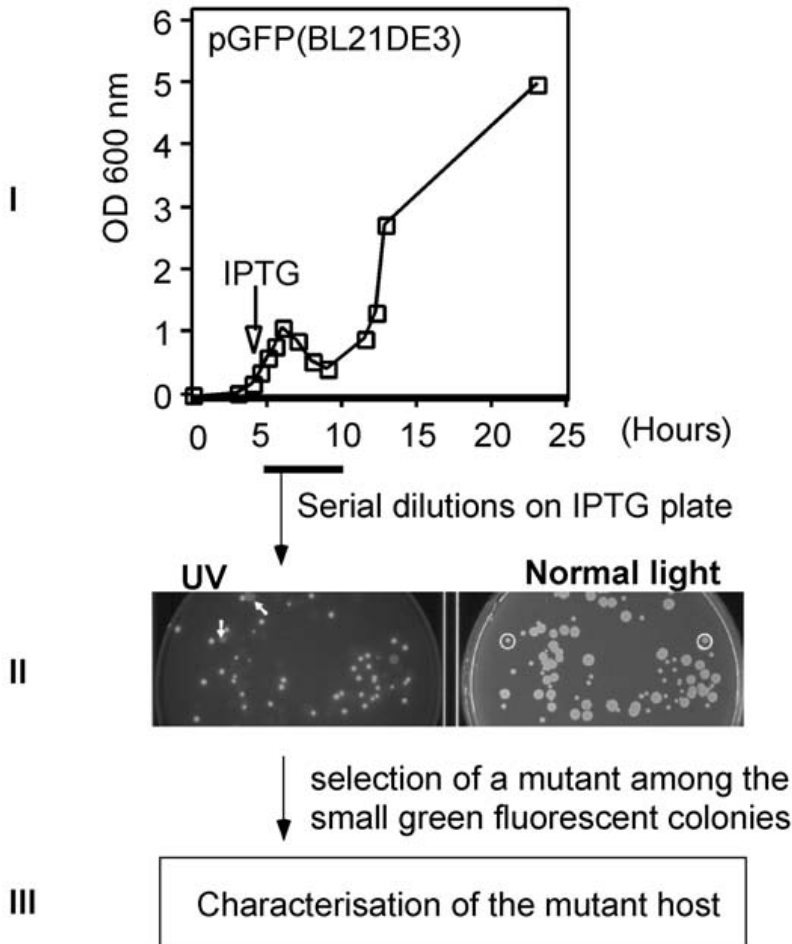 6
pGFP(BL21DE3)
5
4
3
2
1
0
OD 600 nm
I
IPTG
0 5 10 15 20 25 (Hours)
Serial dilutions on IPTG plate
UV Normal light
II
selection of a mutant among the
small green fluorescent colonies
III
Characterisation of the mutant host